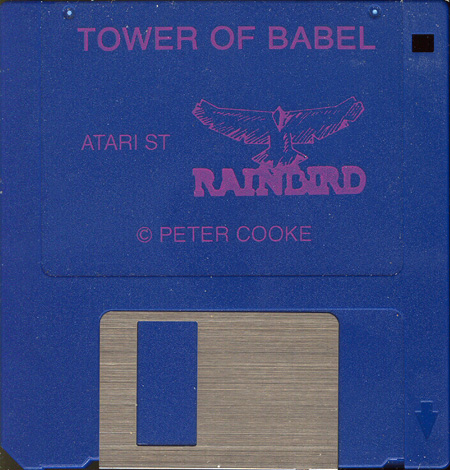 TOWER OF BABEL
ATARI ST
RAINBIRD
© PETER COOKE